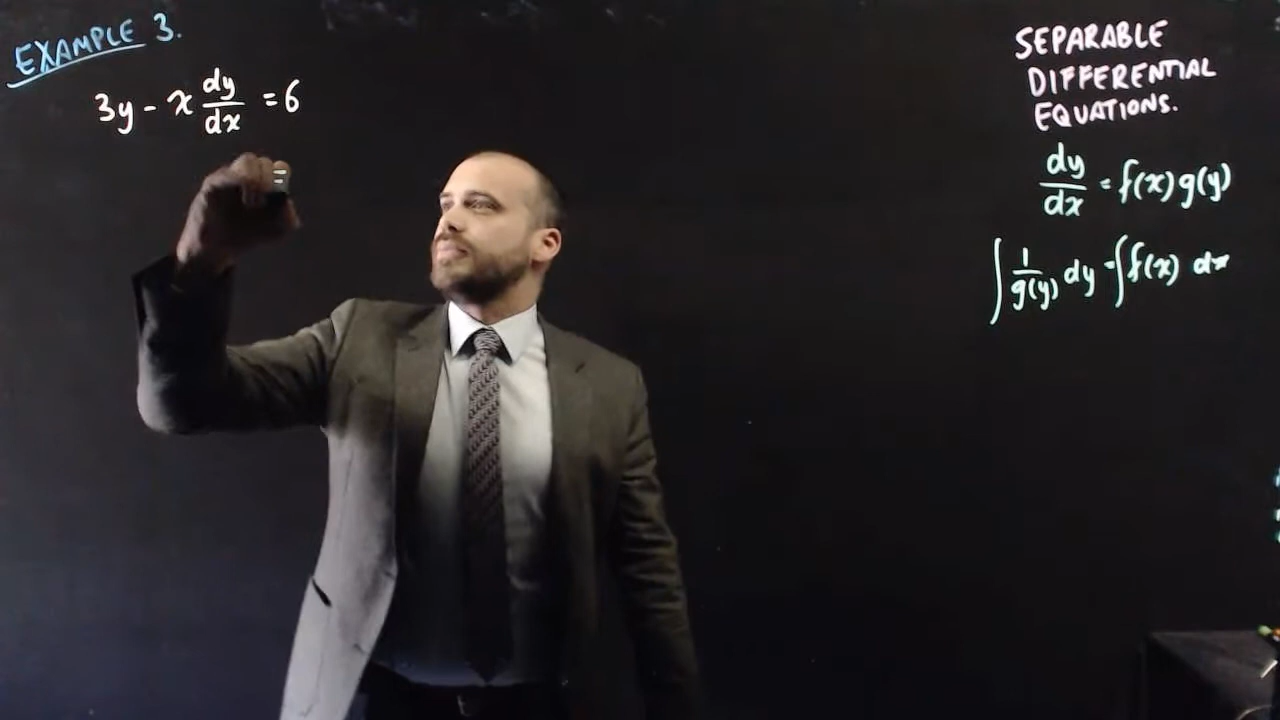 EXAMPLE 3.
3y - x dy/dx = 6
=
SEPARABLE
DIFFERENTIAL
EQUATIONS.
dy/dx = f(x) g(y)
∫ 1/g(y) dy = ∫ f(x) dx